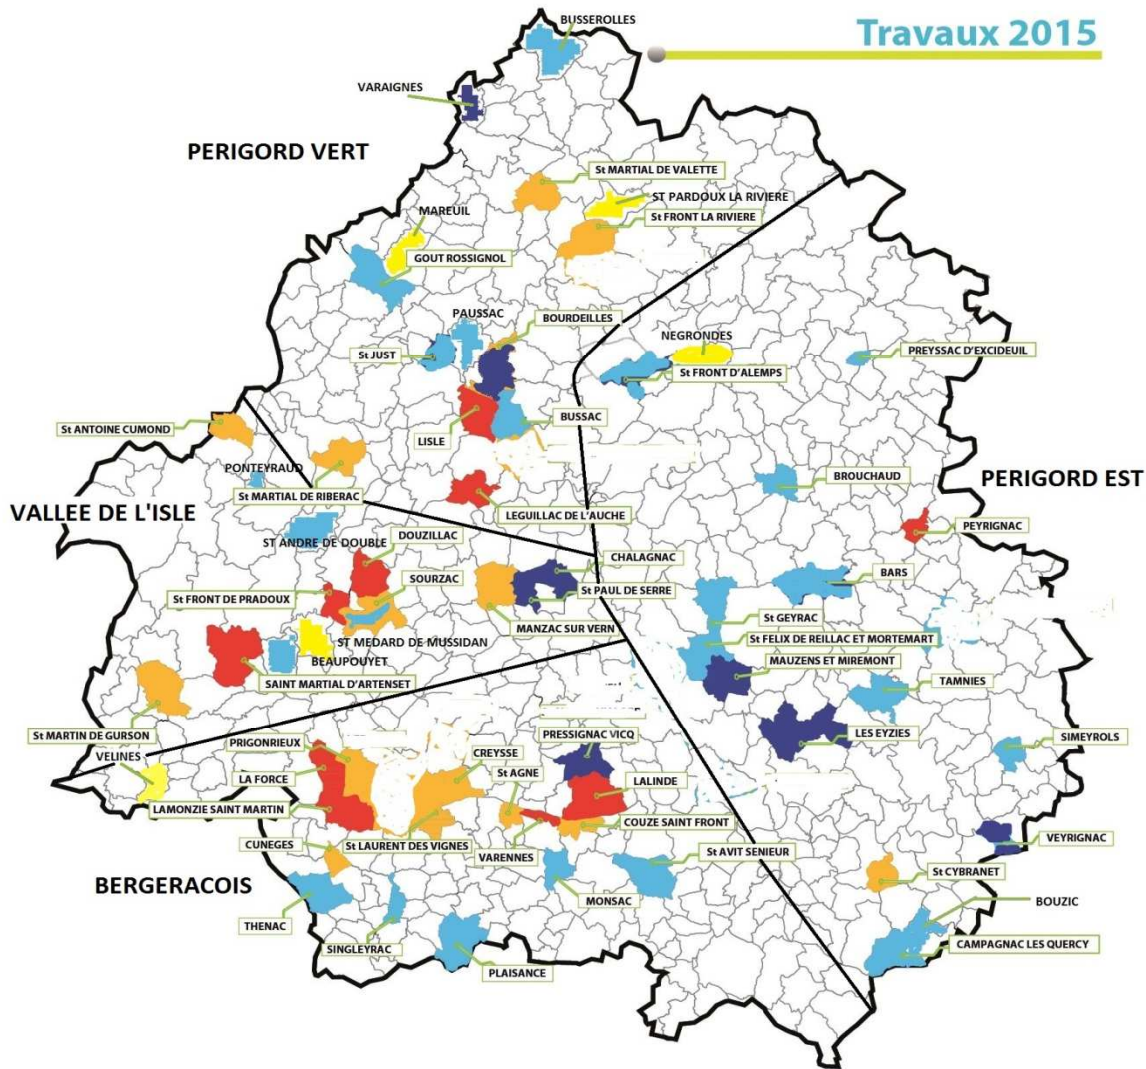 BUSSEROLLES
Travaux 2015
VARAIGNES
PERIGORD VERT
St MARTIAL DE VALETTE
ST PARDOUX LA RIVIERE
MAREUIL
St FRONT LA RIVIERE
GOUT ROSSIGNOL
PAUSSAC
BOURDEILLES
NEGRONDES
St JUST
PREYSSAC D'EXCIDEUIL
St FRONT D'ALEMPS
BUSSAC
St ANTOINE CUMOND
LISLE
PONTEYRAUD
BROUCHAUD
PERIGORD EST
St MARTIAL DE RIBERAC
VALLEE DE L'ISLE
LEGUILLAC DE L'AUCHE
PEYRIGNAC
DOUZILLAC
ST ANDRE DE DOUBLE
CHALAGNAC
BARS
SOURZAC
St FRONT DE PRADOUX
St PAUL DE SERRE
St GEYRAC
MANZAC SUR VERN
St FELIX DE REILLAC ET MORTEMART
ST MEDARD DE MUSSIDAN
MAUZENS ET MIREMONT
BEAUPOUYET
TAMNIES
SAINT MARTIAL D'ARTENSET
St MARTIN DE GURSON
PRESSIGNAC VICQ
LES EYZIES
SIMEYROLS
PRIGONRIEUX
CREYSSE
VELINES
LA FORCE
St AGNE
LALINDE
LAMONZIE SAINT MARTIN
COUZE SAINT FRONT
VEYRIGNAC
CUNEGES
St LAURENT DES VIGNES
St AVIT SENIEUR
VARENNES
St CYBRANET
BERGERACOIS
MONSAC
BOUZIC
THENAC
CAMPAGNAC LES QUERCY
SINGLEYRAC
PLAISANCE